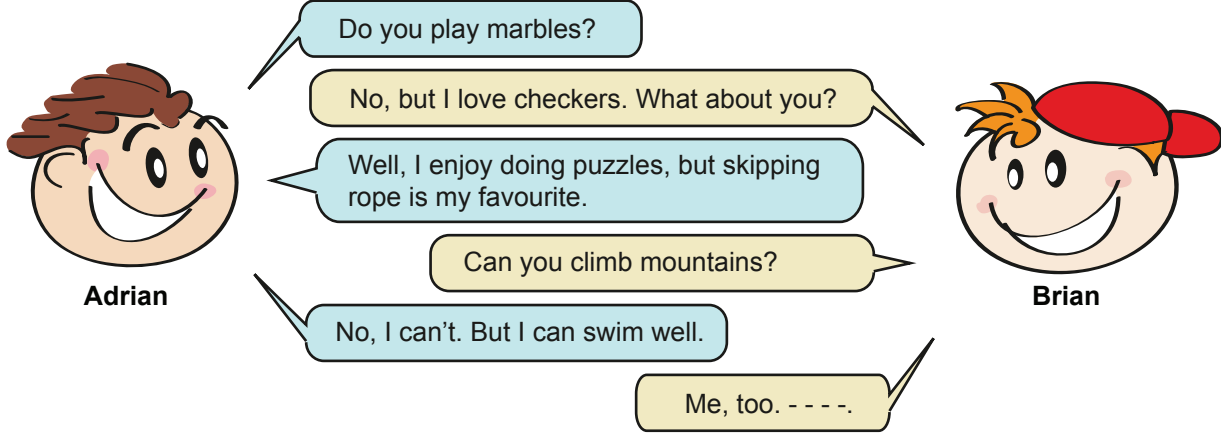 Do you play marbles?
No, but I love checkers. What about you?
Well, I enjoy doing puzzles, but skipping
rope is my favourite.
Can you climb mountains?
Adrian
Brian
No, I can't. But I can swim well.
Me, too. - - - -.